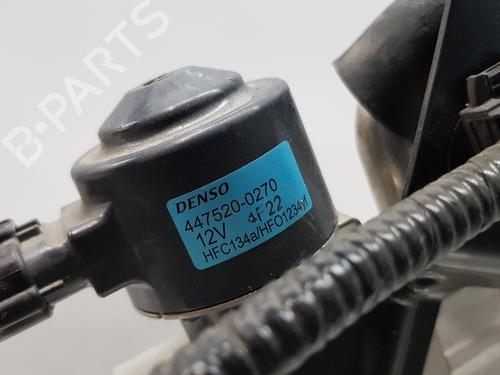 B-PARTS
DENSO
447520-0270
12V 4F22
HFC134a/HFO1234yf